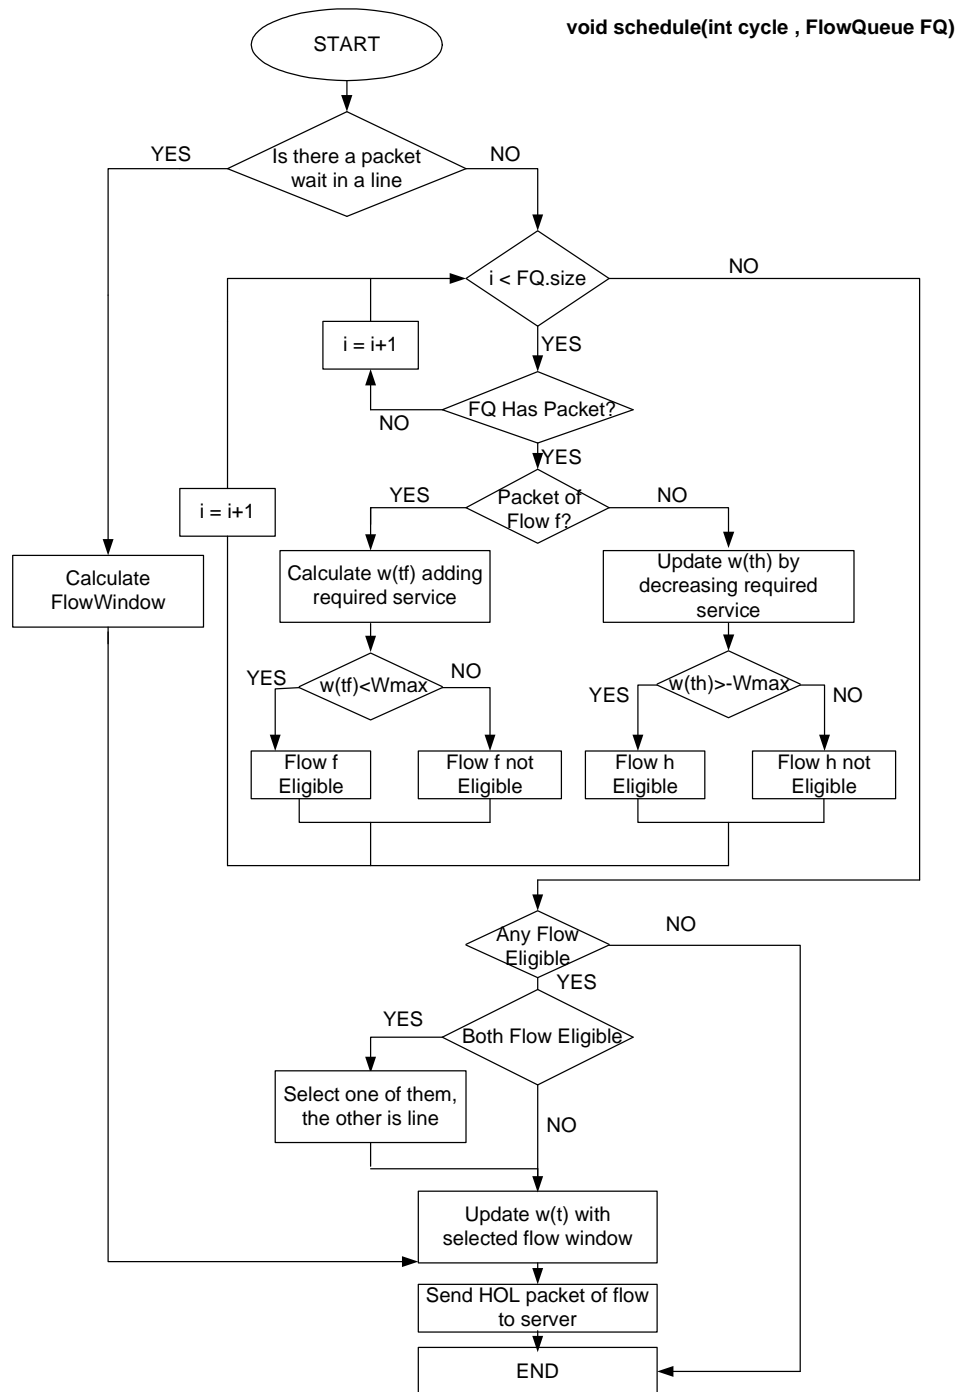 void schedule(int cycle , FlowQueue FQ)
START
YES
Is there a packet
wait in a line
NO
i < FQ.size
NO
i = i+1
YES
FQ Has Packet?
NO
YES
YES
Packet of
Flow f?
NO
i = i+1
Calculate
FlowWindow
Calculate w(tf) adding
required service
Update w(th) by
decreasing required
service
YES
w(tf)<Wmax
NO
YES
w(th)>-Wmax
NO
Flow f
Eligible
Flow f not
Eligible
Flow h
Eligible
Flow h not
Eligible
Any Flow
Eligible
NO
YES
YES
Both Flow Eligible
Select one of them,
the other is line
NO
Update w(t) with
selected flow window
Send HOL packet of flow
to server
END